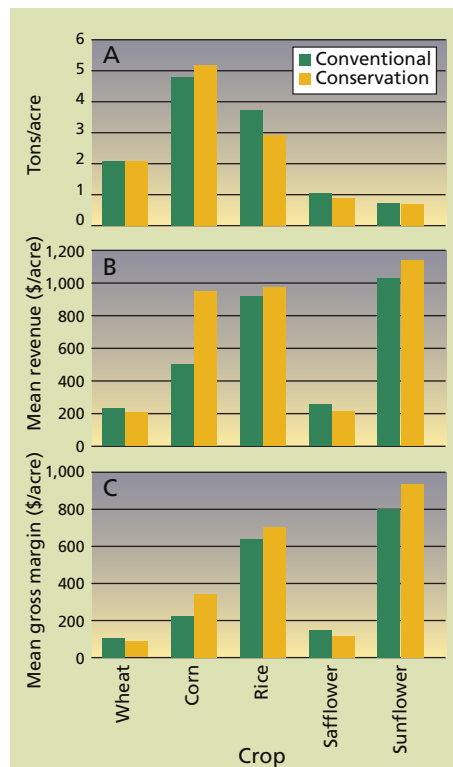 A
Conventional
Conservation
Tons/acre
6
5
4
3
2
1
0
B
Mean revenue ($/acre)
1,200
1,000
800
600
400
200
0
C
Mean gross margin ($/acre)
1,000
800
600
400
200
0
Wheat
Corn
Rice
Safflower
Sunflower
Crop